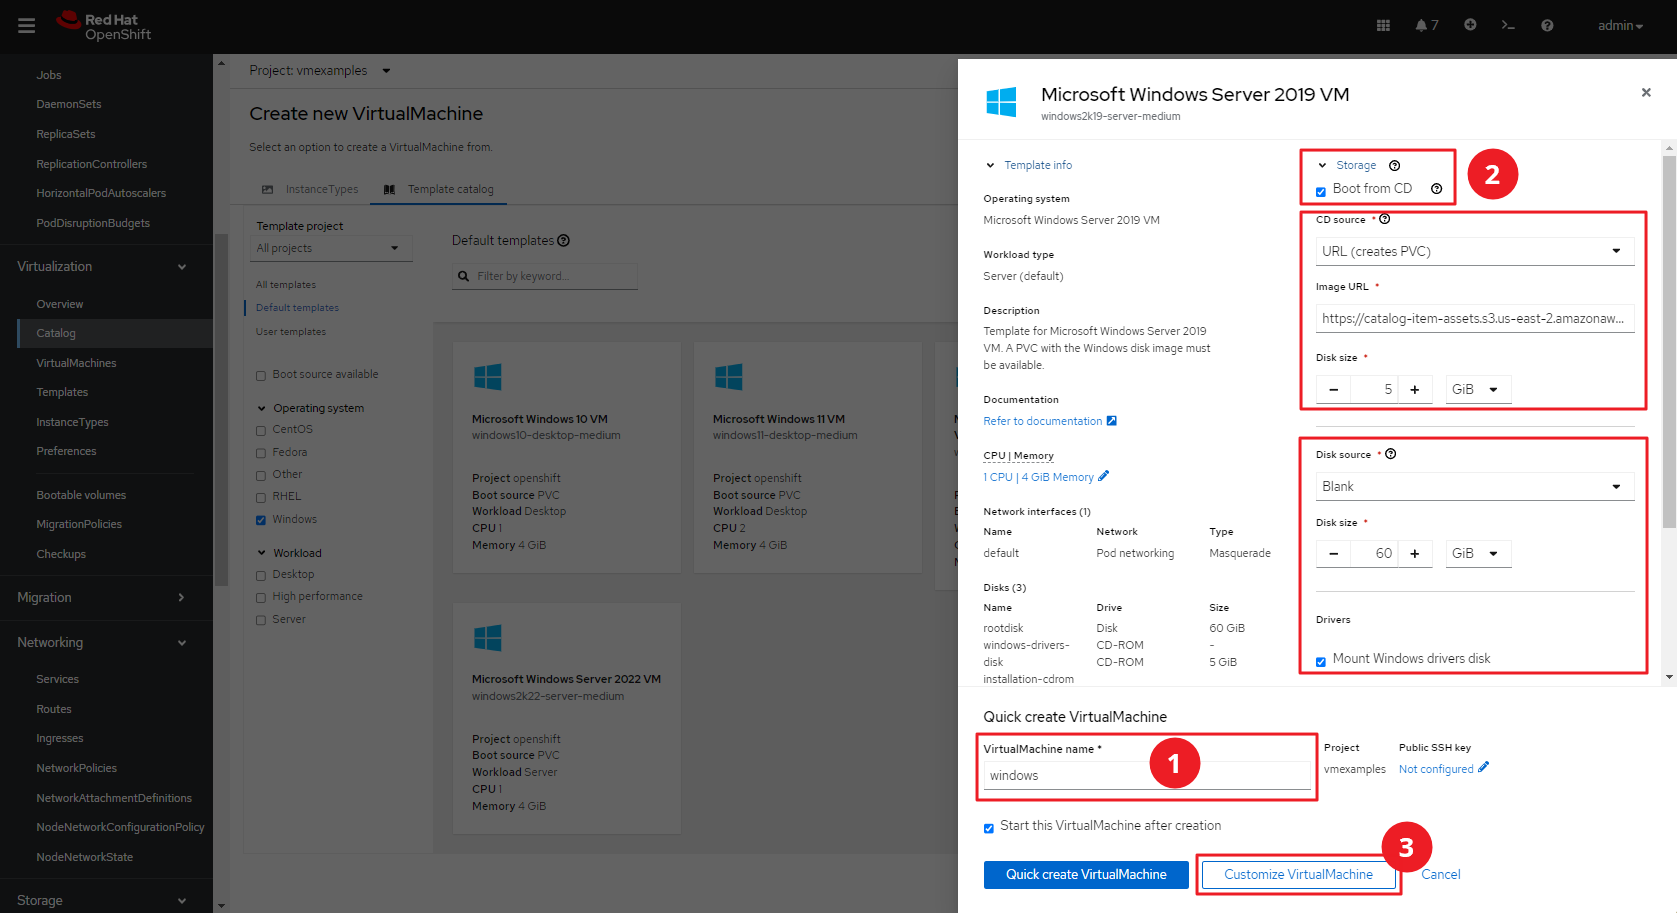 Red Hat
OpenShift
7
admin
Jobs
DaemonSets
ReplicaSets
ReplicationControllers
HorizontalPodAutoscalers
PodDisruptionBudgets
Virtualization
Overview
Catalog
VirtualMachines
Templates
InstanceTypes
Preferences
Bootable volumes
MigrationPolicies
Checkups
Migration
Networking
Services
Routes
Ingresses
NetworkPolicies
NetworkAttachmentDefinitions
NodeNetworkConfigurationPolicy
NodeNetworkState
Storage
Project: vmexamples
Create new VirtualMachine
Select an option to create a VirtualMachine from.
InstanceTypes
Template catalog
Template project
All projects
All templates
Default templates
User templates
Boot source available
Operating system
CentOS
Fedora
Other
RHEL
Windows
Workload
Desktop
High performance
Server
Default templates
Filter by keyword...
Microsoft Windows 10 VM
windows10-desktop-medium
Project openshift
Boot source PVC
Workload Desktop
CPU 1
Memory 4 GiB
Microsoft Windows 11 VM
windows11-desktop-medium
Project openshift
Boot source PVC
Workload Desktop
CPU 2
Memory 4 GiB
Microsoft Windows Server 2022 VM
windows2k22-server-medium
Project openshift
Boot source PVC
Workload Server
CPU 1
Memory 4 GiB
Microsoft Windows Server 2019 VM
windows2k19-server-medium
Template info
Operating system
Microsoft Windows Server 2019 VM
Workload type
Server (default)
Description
Template for Microsoft Windows Server 2019
VM. A PVC with the Windows disk image must
be available.
Documentation
Refer to documentation
CPU | Memory
1 CPU | 4 GiB Memory
Network interfaces (1)
Name Network Type
default Pod networking Masquerade
Disks (3)
Name Drive Size
rootdisk Disk 60 GiB
windows-drivers- CD-ROM -
disk CD-ROM 5 GiB
installation-cdrom
Storage
Boot from CD
2
CD source *
URL (creates PVC)
Image URL *
https://catalog-item-assets.s3.us-east-2.amazonaw...
Disk size *
5 GiB
Disk source *
Blank
Disk size *
60 GiB
Drivers
Mount Windows drivers disk
Quick create VirtualMachine
VirtualMachine name *
windows
1
Project
vmexamples
Public SSH key
Not configured
Start this VirtualMachine after creation
3
Quick create VirtualMachine
Customize VirtualMachine
Cancel